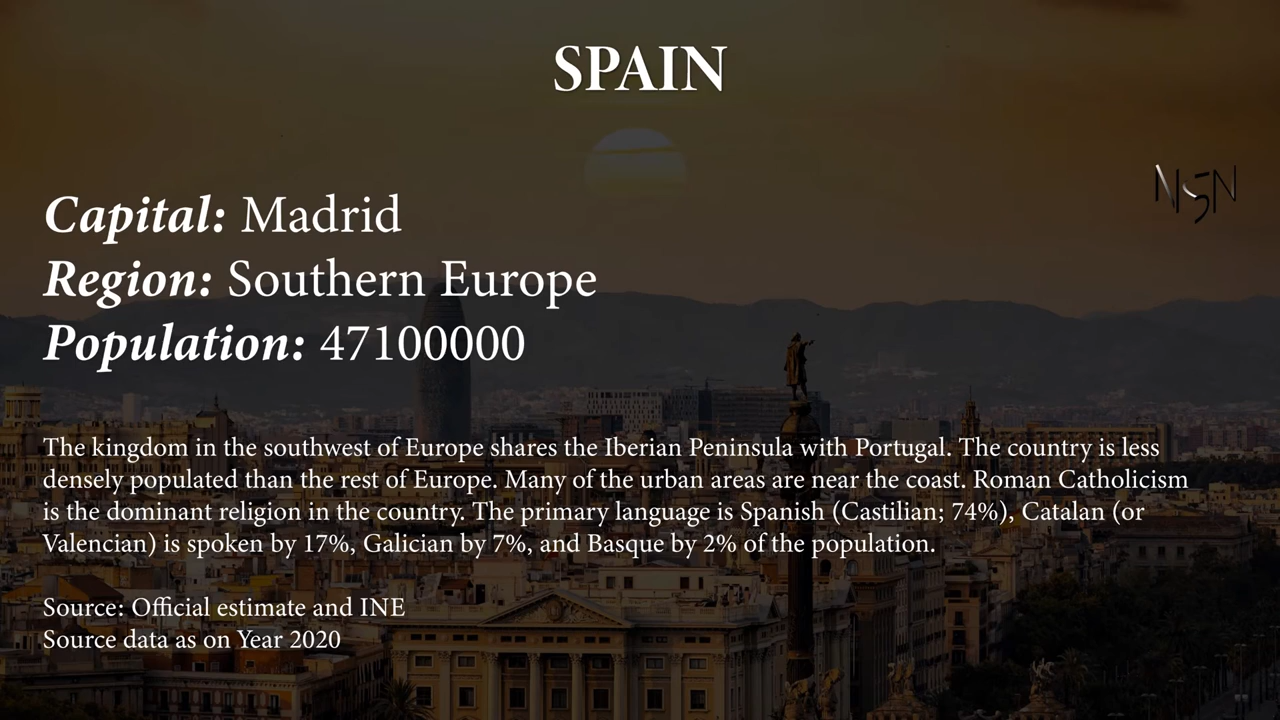 SPAIN
NSN
Capital: Madrid
Region: Southern Europe
Population: 47100000
The kingdom in the southwest of Europe shares the Iberian Peninsula with Portugal. The country is less
densely populated than the rest of Europe. Many of the urban areas are near the coast. Roman Catholicism
is the dominant religion in the country. The primary language is Spanish (Castilian; 74%), Catalan (or
Valencian) is spoken by 17%, Galician by 7%, and Basque by 2% of the population.
Source: Official estimate and INE
Source data as on Year 2020